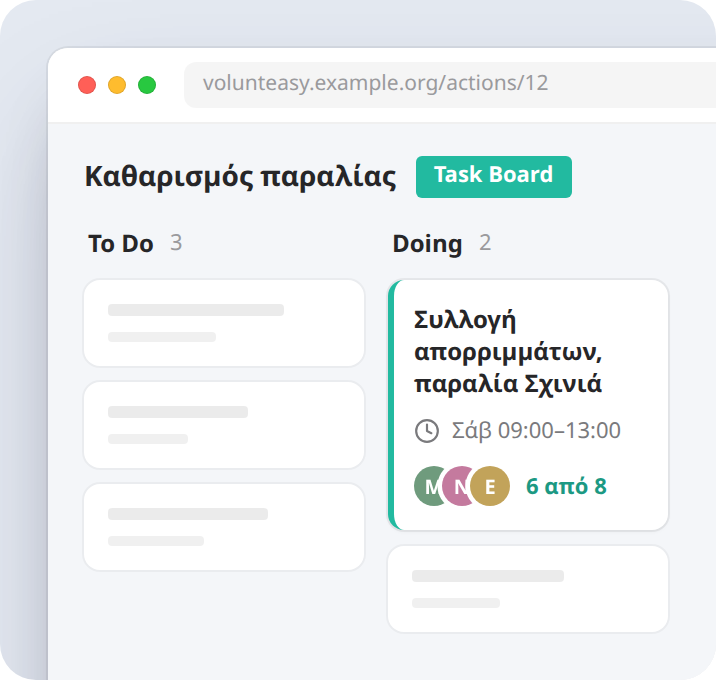 volunteasy.example.org/actions/12
Καθαρισμός παραλίας Task Board
To Do 3
Doing 2
Συλλογή
απορριμμάτων,
παραλία Σχινιά
Σάβ 09:00–13:00
M N E 6 από 8